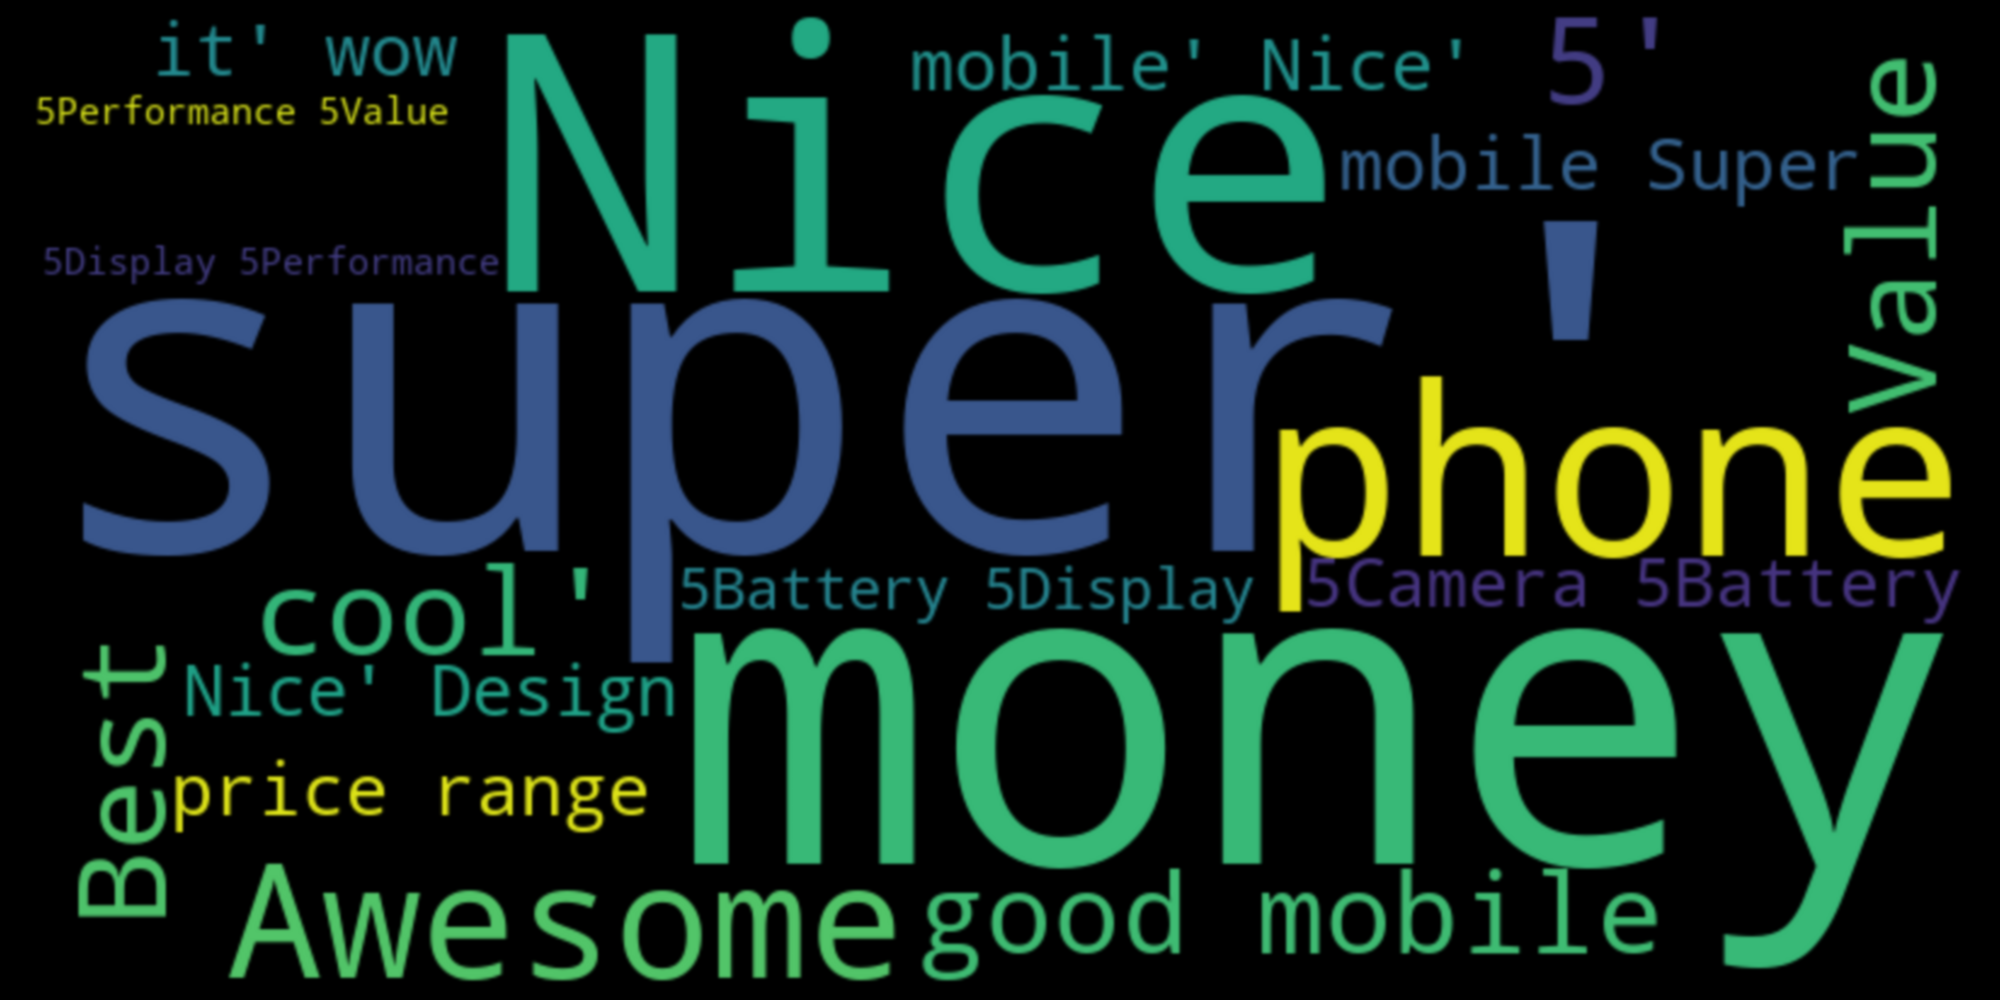 it' wow
Nice
mobile' Nice'
5'
5Performance 5Value
mobile Super
value
5Display 5Performance
super '
phone
cool'
5Battery 5Display
5Camera 5Battery
Best
Nice' Design
money
price range
Awesome
good mobile